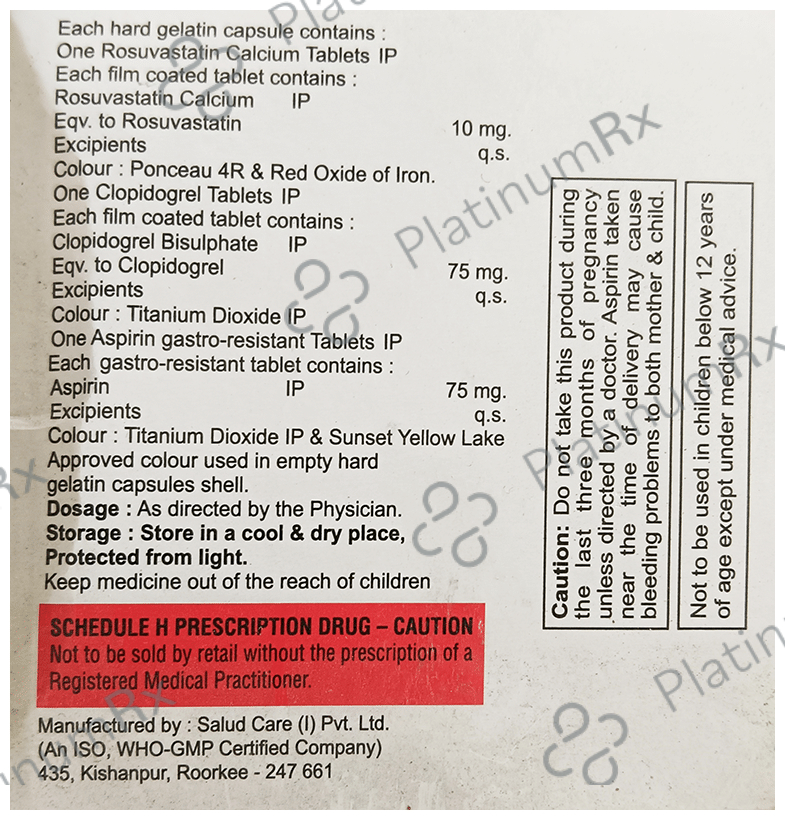 Each hard gelatin capsule contains :
One Rosuvastatin Calcium Tablets IP
Each film coated tablet contains :
Rosuvastatin Calcium IP
Eqv. to Rosuvastatin 10 mg.
Excipients q.s.
Colour : Ponceau 4R & Red Oxide of Iron.
One Clopidogrel Tablets IP
Each film coated tablet contains :
Clopidogrel Bisulphate IP
Eqv. to Clopidogrel 75 mg.
Excipients q.s.
Colour : Titanium Dioxide IP
One Aspirin gastro-resistant Tablets IP
Each gastro-resistant tablet contains :
Aspirin IP 75 mg.
Excipients q.s.
Colour : Titanium Dioxide IP & Sunset Yellow Lake
Approved colour used in empty hard
gelatin capsules shell.
Dosage : As directed by the Physician.
Storage : Store in a cool & dry place,
Protected from light.
Keep medicine out of the reach of children
SCHEDULE H PRESCRIPTION DRUG – CAUTION
Not to be sold by retail without the prescription of a
Registered Medical Practitioner.
Manufactured by : Salud Care (I) Pvt. Ltd.
(An ISO, WHO-GMP Certified Company)
435, Kishanpur, Roorkee - 247 661
Caution: Do not take this product during
the last three months of pregnancy
unless directed by a doctor. Aspirin taken
near the time of delivery may cause
bleeding problems to both mother & child.
Not to be used in children below 12 years
of age except under medical advice.
PlatinumRx
PlatinumRx